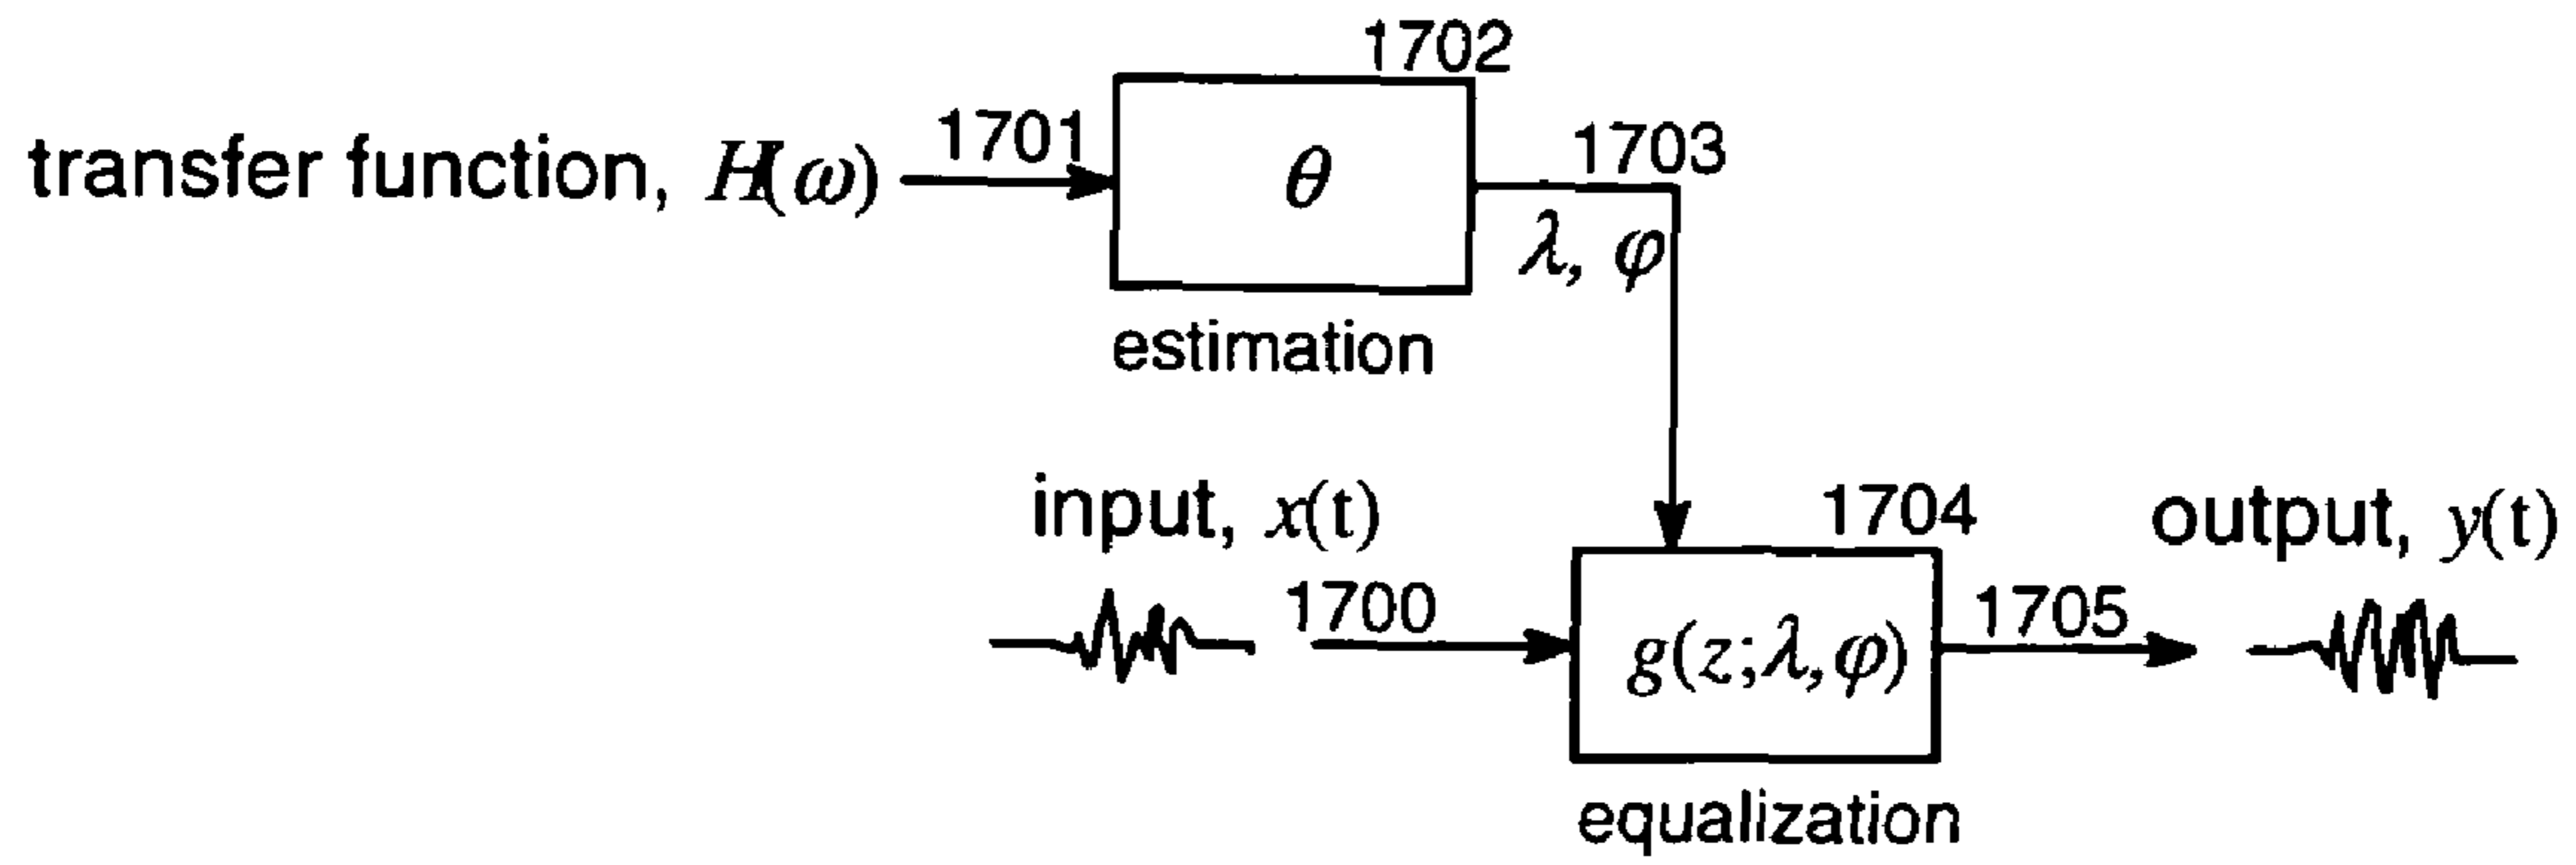 1702
transfer function, H(ω)
1701
θ
1703
λ, φ
estimation
input, x(t)
1700
1704
g(z;λ,φ)
equalization
1705
output, y(t)